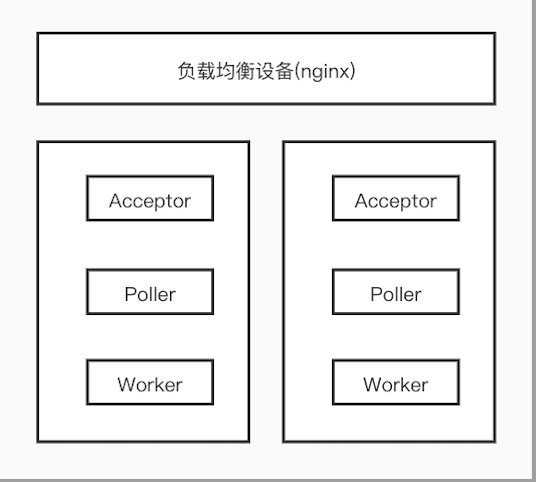 负载均衡设备(nginx)
Acceptor
Poller
Worker
Acceptor
Poller
Worker